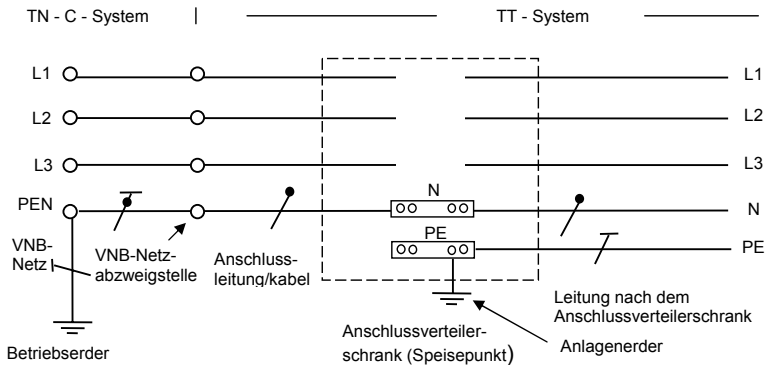 TN - C - System
TT - System
L1
L1
L2
L2
L3
L3
PEN
N
N
PE
PE
VNB-
Netz
VNB-Netz-
abzweigstelle
Anschluss-
leitung/kabel
Leitung nach dem
Anschlussverteilerschrank
Betriebserder
Anschlussverteiler-
schrank (Speisepunkt)
Anlagenerder